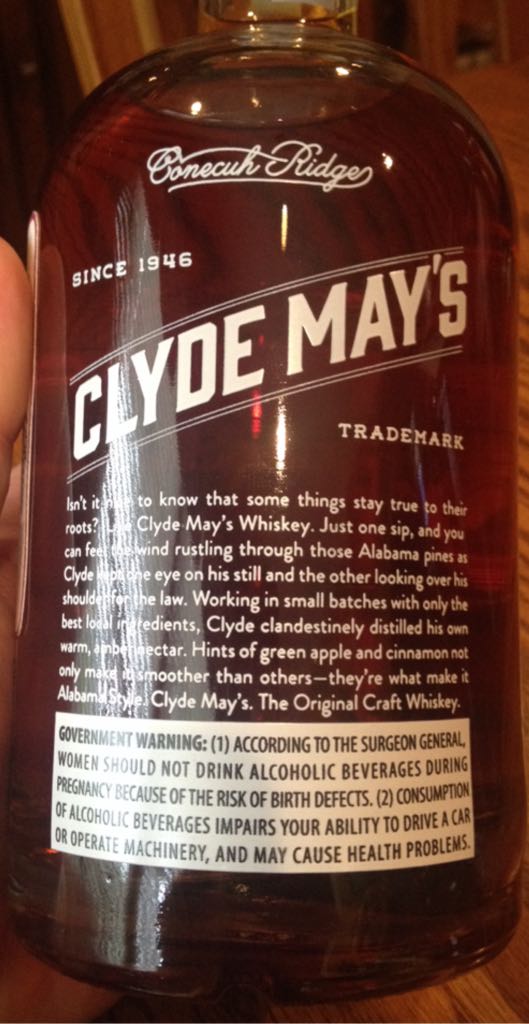 Conecuh Ridge
SINCE 1946
CLYDE MAY'S
TRADEMARK
Isn't it nice to know that some things stay true to their
roots? Like Clyde May's Whiskey. Just one sip, and you
can feel the wind rustling through those Alabama pines as
Clyde kept one eye on his still and the other looking over his
shoulder for the law. Working in small batches with only the
best local ingredients, Clyde clandestinely distilled his own
warm, amber nectar. Hints of green apple and cinnamon not
only make it smoother than others—they're what make it
Alabama Style. Clyde May's. The Original Craft Whiskey.
GOVERNMENT WARNING: (1) ACCORDING TO THE SURGEON GENERAL,
WOMEN SHOULD NOT DRINK ALCOHOLIC BEVERAGES DURING
PREGNANCY BECAUSE OF THE RISK OF BIRTH DEFECTS. (2) CONSUMPTION
OF ALCOHOLIC BEVERAGES IMPAIRS YOUR ABILITY TO DRIVE A CAR
OR OPERATE MACHINERY, AND MAY CAUSE HEALTH PROBLEMS.